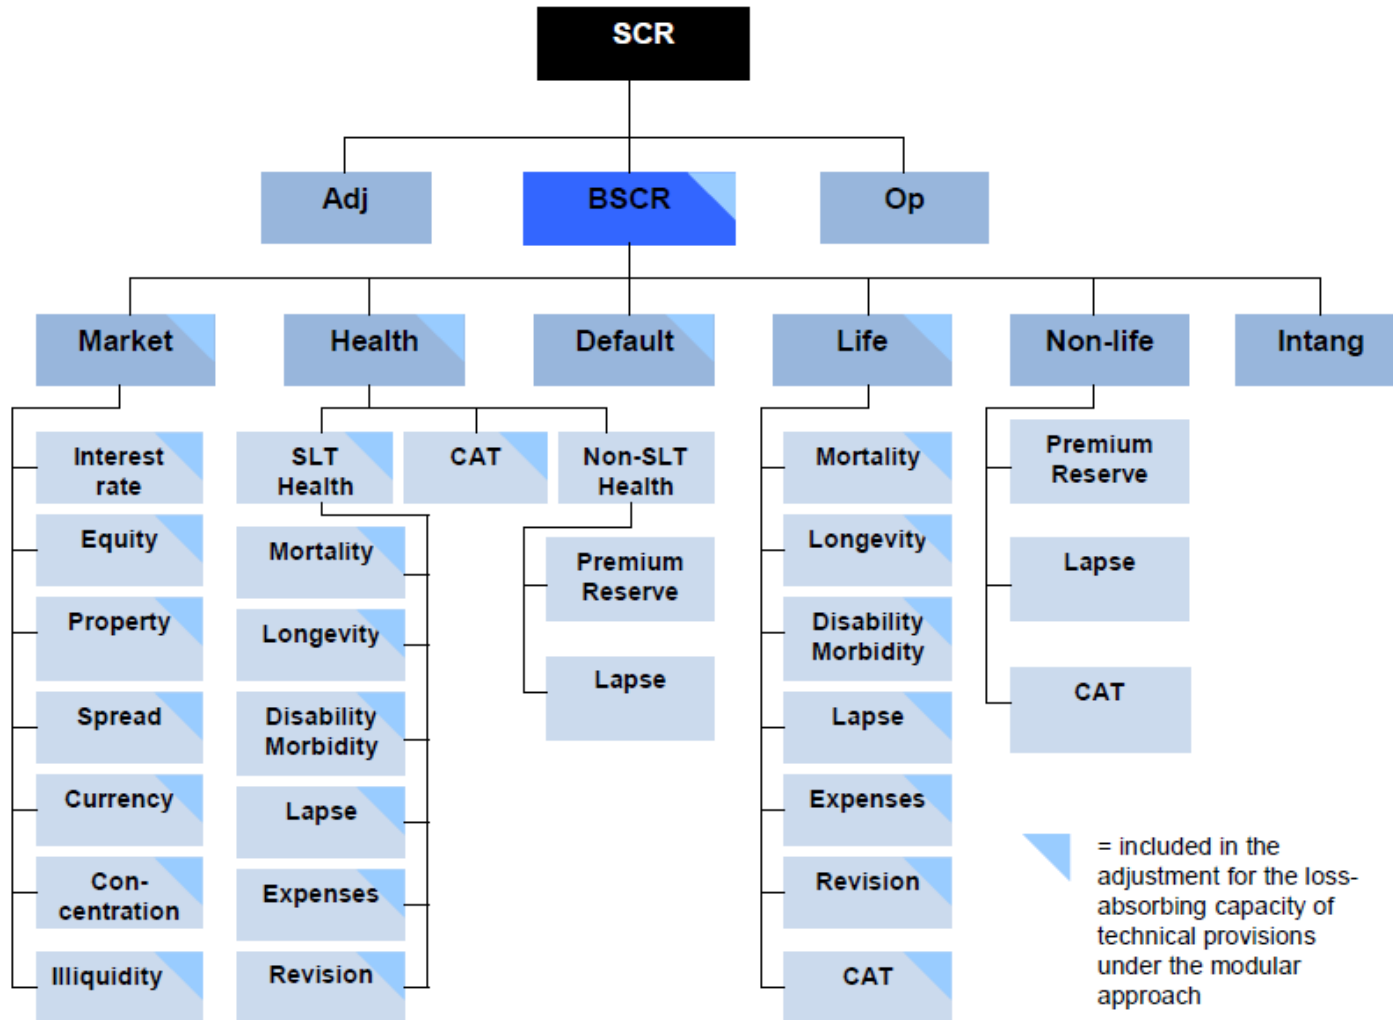 SCR
Adj
BSCR
Op
Market
Health
Default
Life
Non-life
Intang
Interest
rate
Equity
Property
Spread
Currency
Con-
centration
Illiquidity
SLT
Health
CAT
Non-SLT
Health
Mortality
Longevity
Disability
Morbidity
Lapse
Expenses
Revision
Premium
Reserve
Lapse
Mortality
Longevity
Disability
Morbidity
Lapse
Expenses
Revision
CAT
Premium
Reserve
Lapse
CAT
= included in the
adjustment for the loss-
absorbing capacity of
technical provisions
under the modular
approach